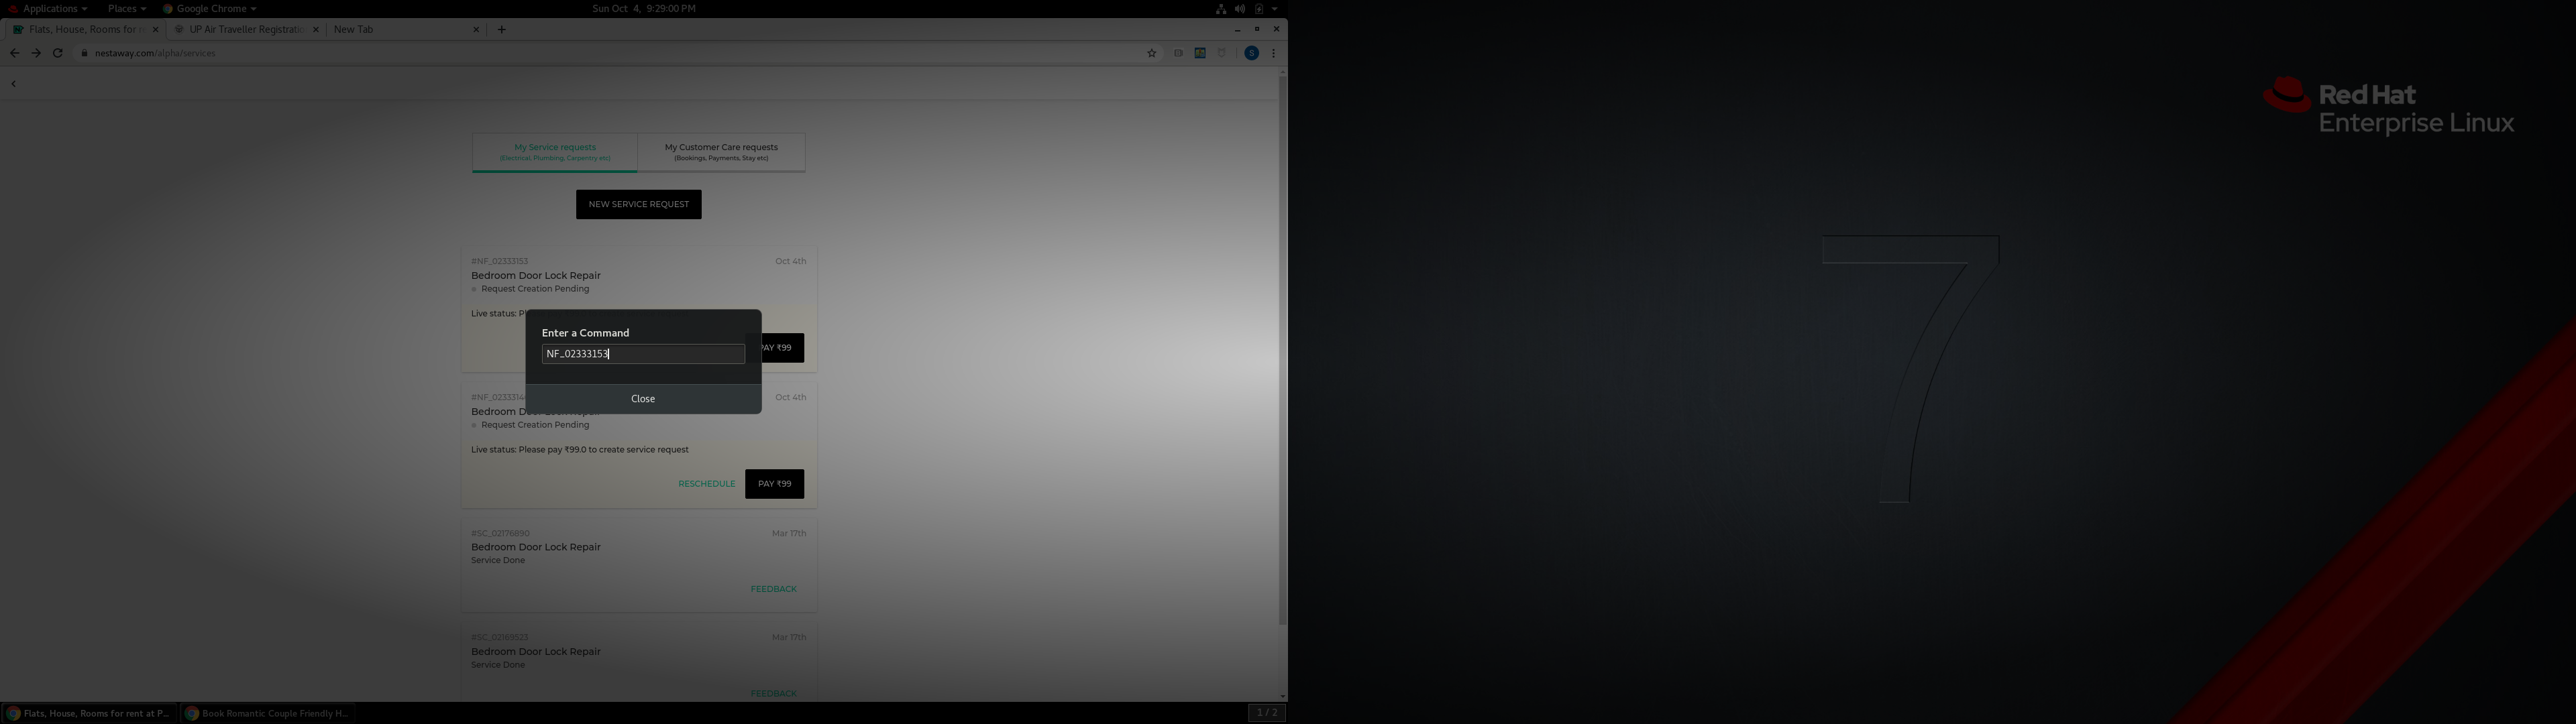 Applications Places Google Chrome Sun Oct 4, 9:29:00 PM
Flats, House, Rooms for re UP Air Traveller Registratio New Tab
nestaway.com/alpha/services S
My Service requests
(Electrical, Plumbing, Carpentry etc)
My Customer Care requests
(Bookings, Payments, Stay etc)
NEW SERVICE REQUEST
#NF_02333153 Oct 4th
Bedroom Door Lock Repair
Request Creation Pending
Live status:
PAY ₹99
Enter a Command
NF_02333153
Close
Oct 4th
Bedroom
Request Creation Pending
Live status: Please pay ₹99.0 to create service request
RESCHEDULE PAY ₹99
#SC_02176890 Mar 17th
Bedroom Door Lock Repair
Service Done
FEEDBACK
#SC_02169523 Mar 17th
Bedroom Door Lock Repair
Service Done
FEEDBACK
Flats, House, Rooms for rent at P... Book Romantic Couple Friendly H... 1 / 2
Red Hat
Enterprise Linux
7